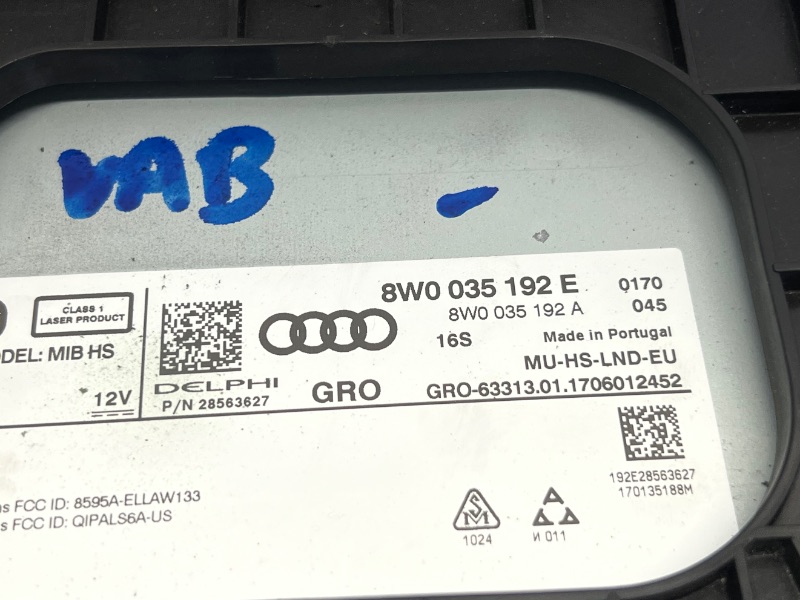 VAB
8W0 035 192 E 0170
8W0 035 192 A 045
CLASS 1
LASER PRODUCT
16S Made in Portugal
MIB HS
MU-HS-LND-EU
12V
DELPHI
P/N 28563627
GRO
GRO-63313.01.1706012452
192E28563627
170135188M
FCC ID: 8595A-ELLAW133
FCC ID: QIPALS6A-US
SM
1024
И 011